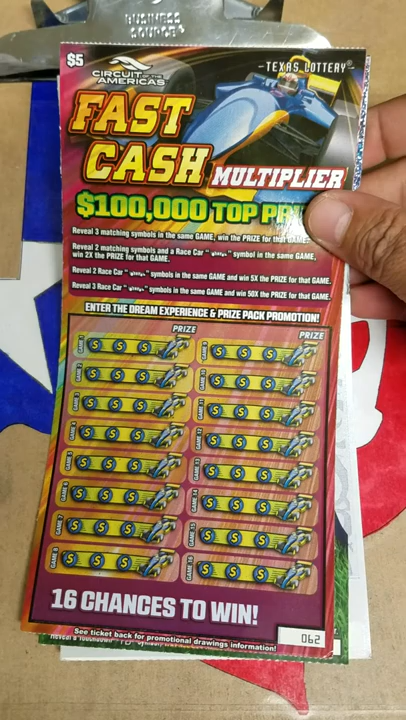 BUSINESS
SOURCE
$5
CIRCUIT OF THE
AMERICAS
TEXAS LOTTERY®
FAST
CASH
MULTIPLIER
$100,000 TOP PR
Reveal 3 matching symbols in the same GAME, win the PRIZE for that GAME.
Reveal 2 matching symbols and a Race Car " " symbol in the same GAME,
win 2X the PRIZE for that GAME.
Reveal 2 Race Car " " symbols in the same GAME and win 5X the PRIZE for that GAME.
Reveal 3 Race Car " " symbols in the same GAME and win 50X the PRIZE for that GAME.
ENTER THE DREAM EXPERIENCE & PRIZE PACK PROMOTION!
PRIZE
PRIZE
GAME 1 $ $ $
GAME 2 $ $ $
GAME 3 $ $ $
GAME 4 $ $ $
GAME 5 $ $ $
GAME 6 $ $ $
GAME 7 $ $ $
GAME 8 $ $ $
GAME 9 $ $ $
GAME 10 $ $ $
GAME 11 $ $ $
GAME 12 $ $ $
GAME 13 $ $ $
GAME 14 $ $ $
GAME 15 $ $ $
GAME 16 $ $ $
16 CHANCES TO WIN!
062
See ticket back for promotional drawings information!